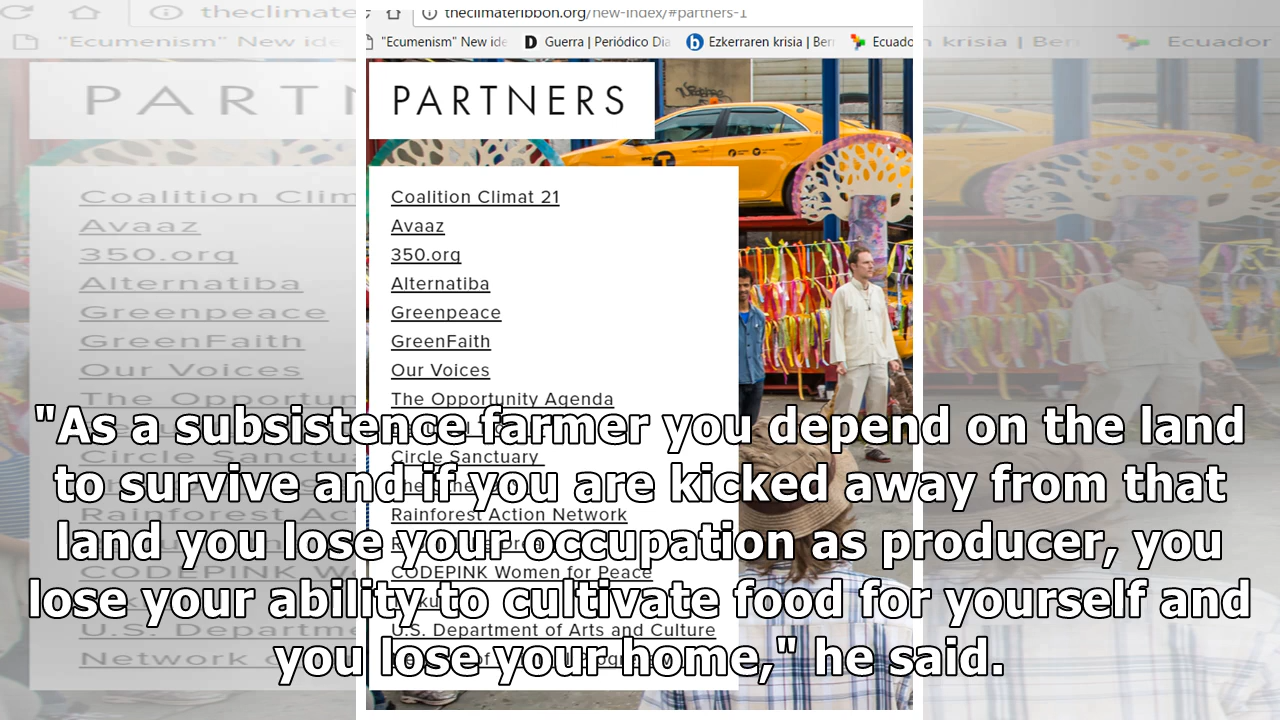 theclimateribbon.org/new-index/#partners-1
"Ecumenism" New ide
Guerra | Periódico Dia
Ezkerraren krisia | Berr
Ecuado
PARTNERS
Coalition Climat 21
Avaaz
350.org
Alternatiba
Greenpeace
GreenFaith
Our Voices
The Opportunity Agenda
Circle Sanctuary
Rainforest Action Network
CODEPINK Women for Peace
U.S. Department of Arts and Culture
"As a subsistence farmer you depend on the land
to survive and if you are kicked away from that
land you lose your occupation as producer, you
lose your ability to cultivate food for yourself and
you lose your home," he said.